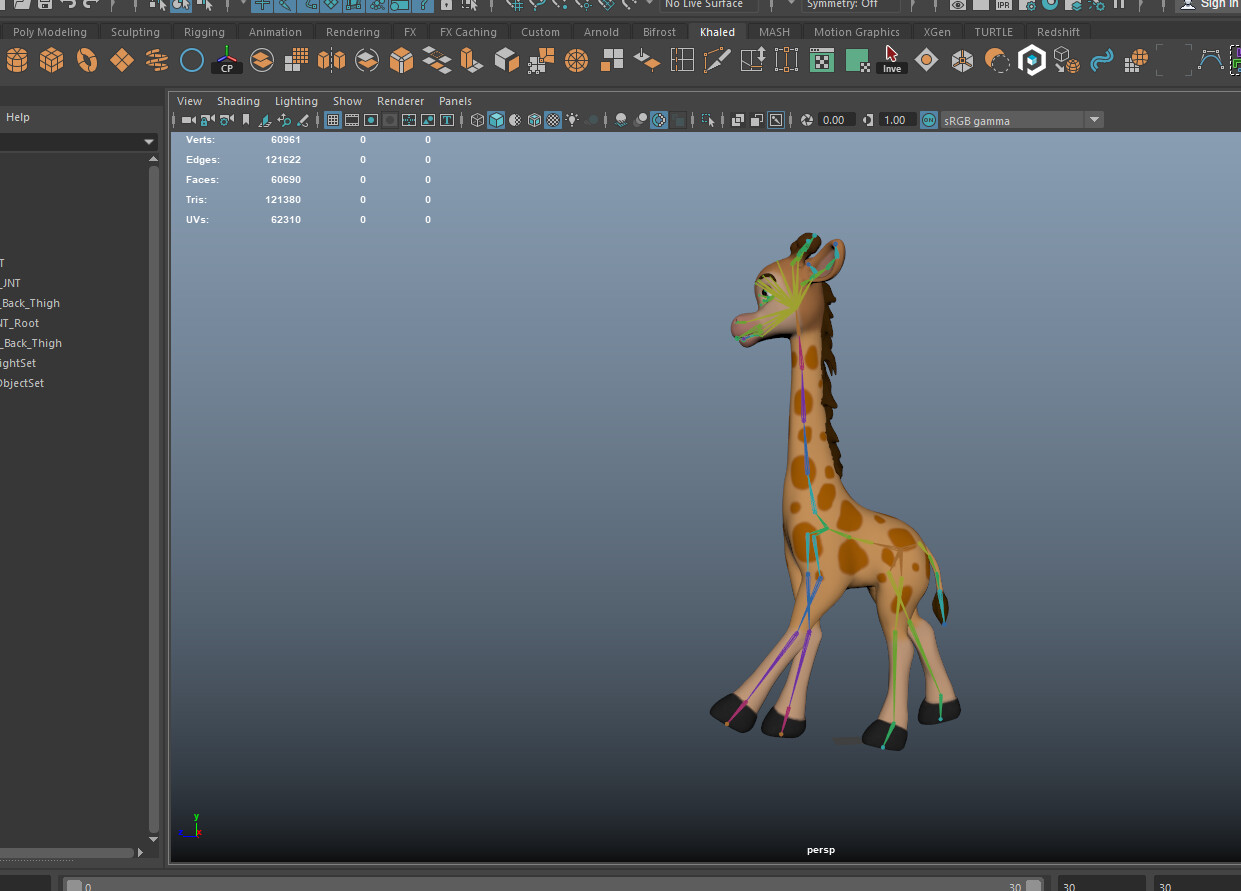 No Live Surface
Symmetry: Off
IPR
Sign in
Poly Modeling Sculpting Rigging Animation Rendering FX FX Caching Custom Arnold Bifrost Khaled MASH Motion Graphics XGen TURTLE Redshift
CP
Inve
Help
View Shading Lighting Show Renderer Panels
0.00
1.00
ON
sRGB gamma
Verts: 60961 0 0
Edges: 121622 0 0
Faces: 60690 0 0
Tris: 121380 0 0
UVs: 62310 0 0
T
_JNT
_Back_Thigh
NT_Root
_Back_Thigh
ightSet
ObjectSet
y
x
persp
0
30
30
30